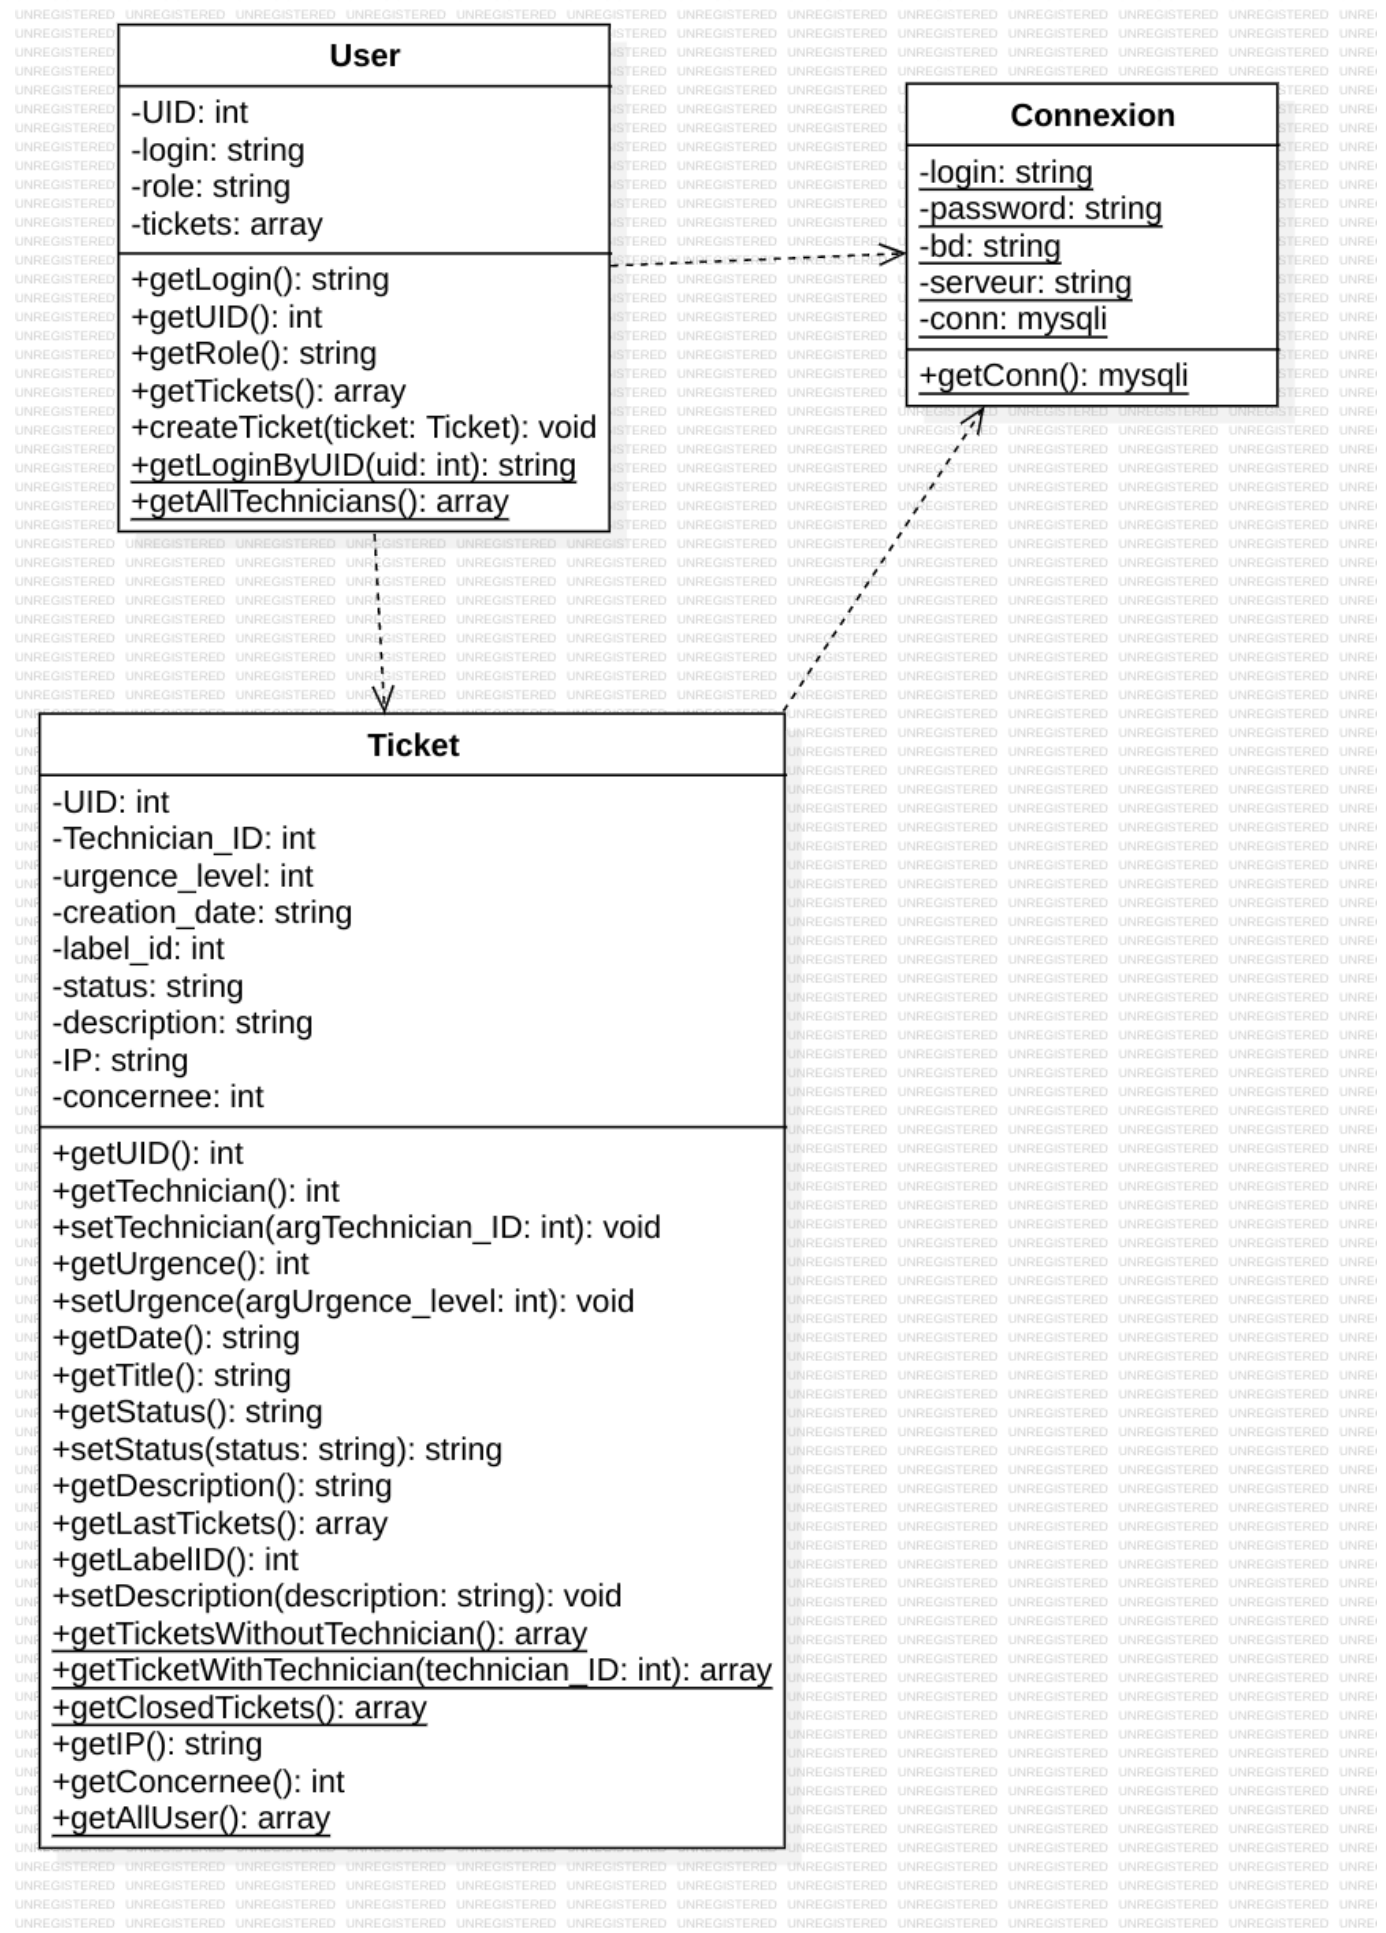 User
-UID: int
-login: string
-role: string
-tickets: array
+getLogin(): string
+getUID(): int
+getRole(): string
+getTickets(): array
+createTicket(ticket: Ticket): void
+getLoginByUID(uid: int): string
+getAllTechnicians(): array
Connexion
-login: string
-password: string
-bd: string
-serveur: string
-conn: mysqli
+getConn(): mysqli
Ticket
-UID: int
-Technician_ID: int
-urgence_level: int
-creation_date: string
-label_id: int
-status: string
-description: string
-IP: string
-concernee: int
+getUID(): int
+getTechnician(): int
+setTechnician(argTechnician_ID: int): void
+getUrgence(): int
+setUrgence(argUrgence_level: int): void
+getDate(): string
+getTitle(): string
+getStatus(): string
+setStatus(status: string): string
+getDescription(): string
+getLastTickets(): array
+getLabelID(): int
+setDescription(description: string): void
+getTicketsWithoutTechnician(): array
+getTicketWithTechnician(technician_ID: int): array
+getClosedTickets(): array
+getIP(): string
+getConcernee(): int
+getAllUser(): array
UNREGISTERED